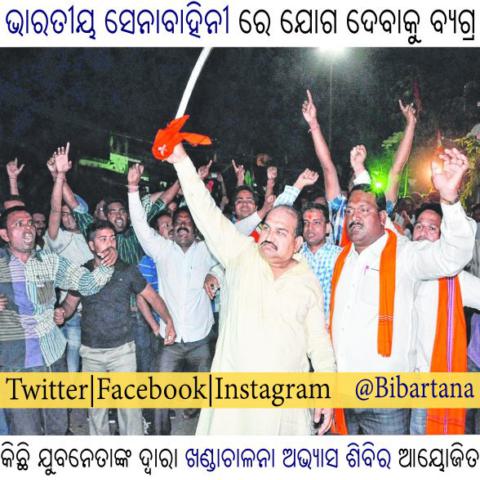 ଭାରତୀୟ ସେନାବାହିନୀ ରେ ଯୋଗ ଦେବାକୁ ବ୍ୟଗ୍ର
Twitter|Facebook|Instagram @Bibartana
କିଛି ଯୁବନେତାଙ୍କ ଦ୍ୱାରା ଖଣ୍ଡାଚାଳନା ଅଭ୍ୟାସ ଶିବିର ଆୟୋଜିତ